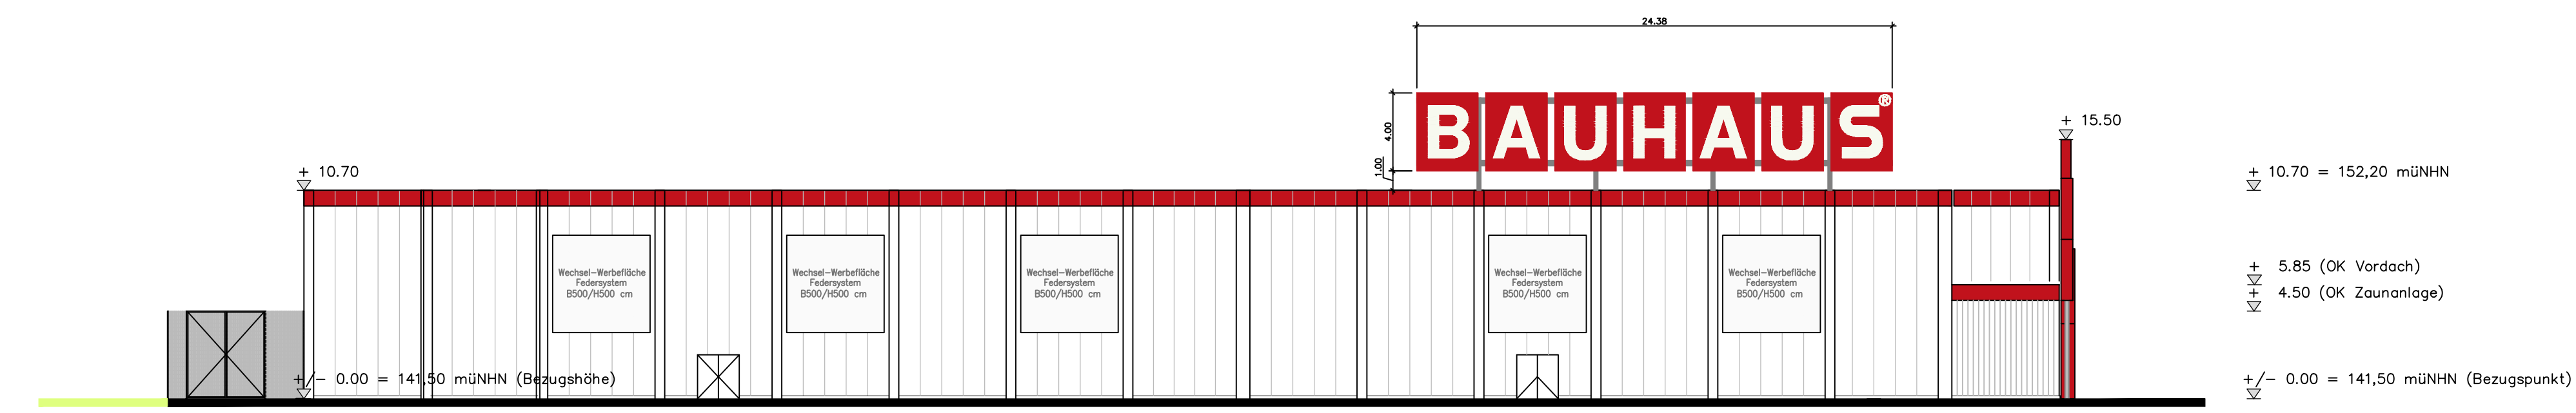 24.38
BAUHAUS®
4.00
1.00
+ 15.50
+ 10.70
+ 10.70 = 152,20 müNHN
Wechsel-Werbefläche
Federsystem
B500/H500 cm
Wechsel-Werbefläche
Federsystem
B500/H500 cm
Wechsel-Werbefläche
Federsystem
B500/H500 cm
Wechsel-Werbefläche
Federsystem
B500/H500 cm
Wechsel-Werbefläche
Federsystem
B500/H500 cm
+ 5.85 (OK Vordach)
+ 4.50 (OK Zaunanlage)
+/- 0.00 = 141,50 müNHN (Bezugshöhe)
+/- 0.00 = 141,50 müNHN (Bezugspunkt)